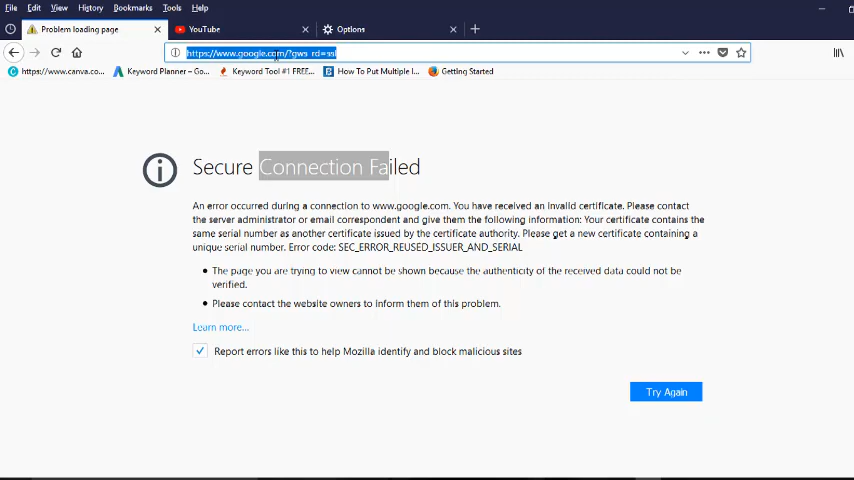 File Edit View History Bookmarks Tools Help
Problem loading page YouTube Options
https://www.google.com/?gws_rd=ssl
https://www.canva.co... Keyword Planner – Go... Keyword Tool #1 FREE... How To Put Multiple I... Getting Started
Secure Connection Failed
An error occurred during a connection to www.google.com. You have received an invalid certificate. Please contact
the server administrator or email correspondent and give them the following information: Your certificate contains the
same serial number as another certificate issued by the certificate authority. Please get a new certificate containing a
unique serial number. Error code: SEC_ERROR_REUSED_ISSUER_AND_SERIAL
The page you are trying to view cannot be shown because the authenticity of the received data could not be
verified.
Please contact the website owners to inform them of this problem.
Learn more...
Report errors like this to help Mozilla identify and block malicious sites
Try Again